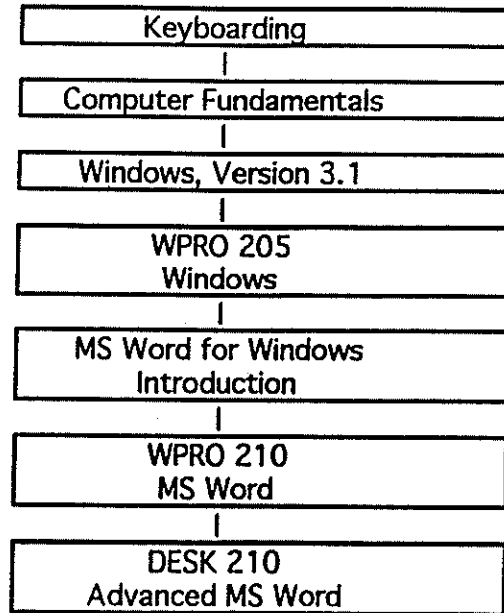 Keyboarding
Computer Fundamentals
Windows, Version 3.1
WPRO 205
Windows
MS Word for Windows
Introduction
WPRO 210
MS Word
DESK 210
Advanced MS Word